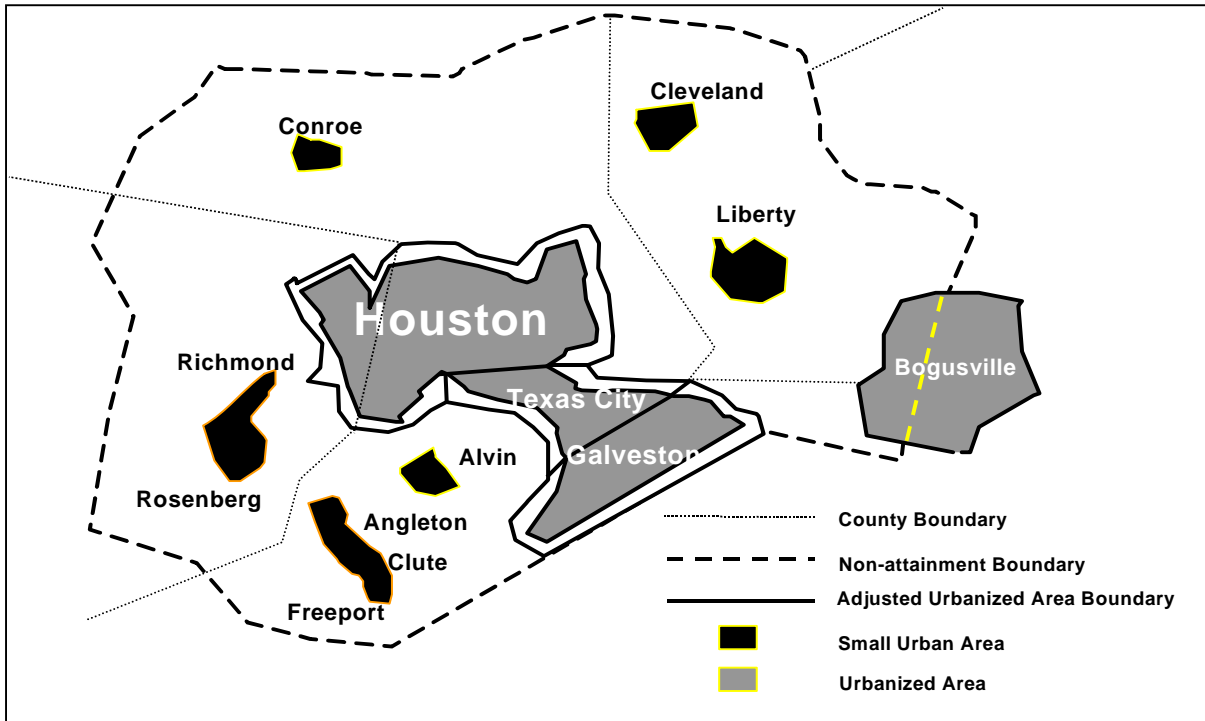 Cleveland
Conroe
Liberty
Houston
Richmond
Bogusville
Texas City
Alvin
Galveston
Rosenberg
Angleton
Clute
Freeport
County Boundary
Non-attainment Boundary
Adjusted Urbanized Area Boundary
Small Urban Area
Urbanized Area